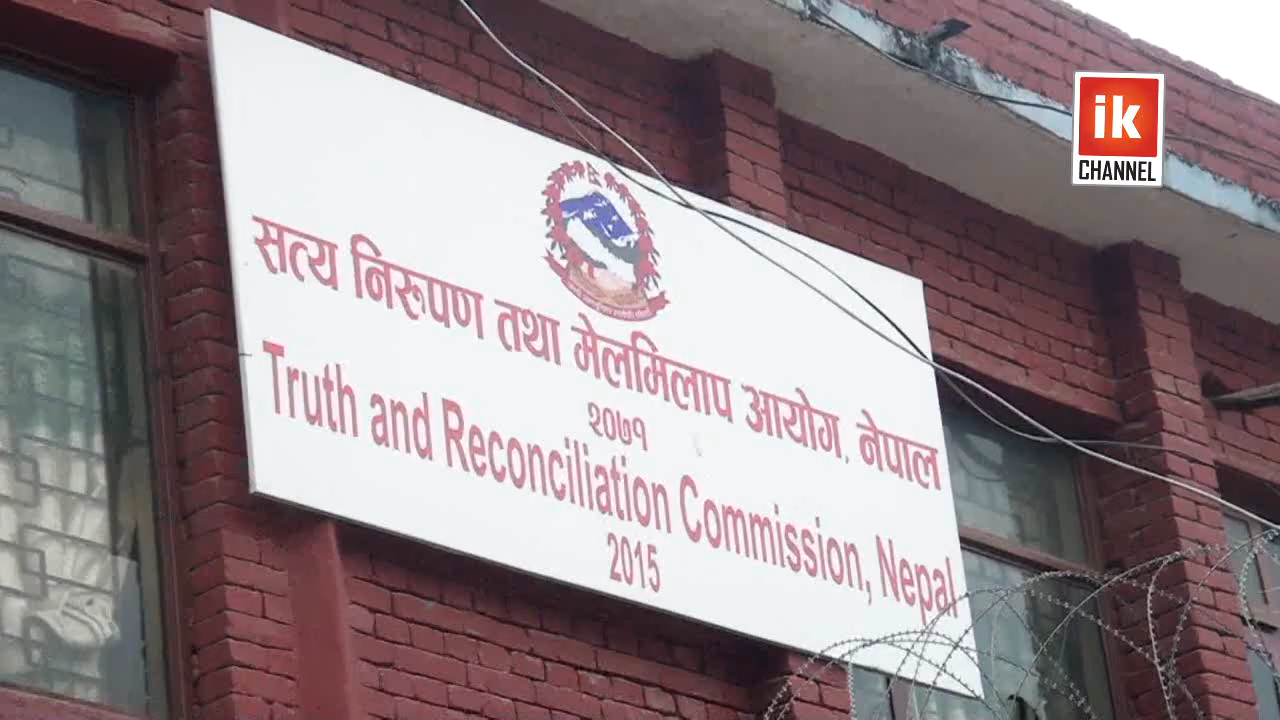 ik
CHANNEL
सत्य निरुपण तथा मेलमिलाप आयोग, नेपाल
२०७१
Truth and Reconciliation Commission, Nepal
2015